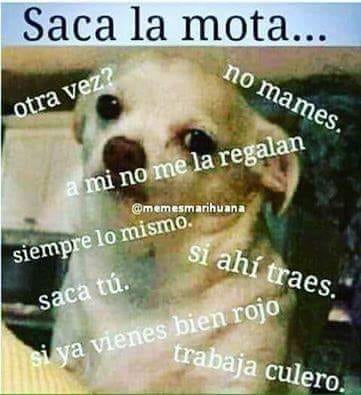 Saca la mota...
otra vez?
no mames.
a mi no me la regalan
@memesmarihuana
siempre lo mismo.
si ahí traes.
saca tú.
si ya vienes bien rojo
trabaja culero.